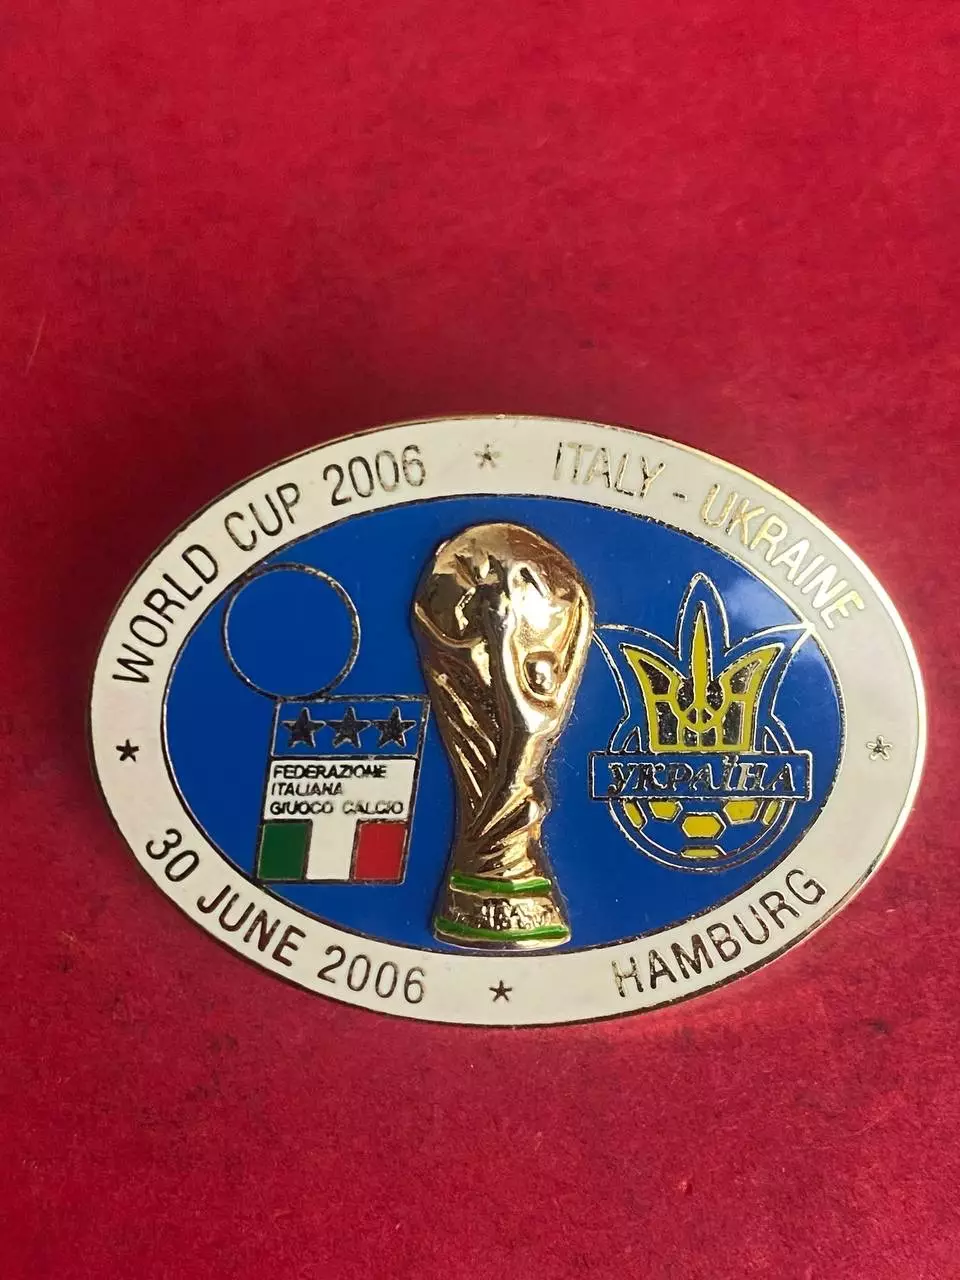 WORLD CUP 2006 * ITALY - UKRAINE
FEDERAZIONE
ITALIANA
GIUOCO CALCIO
УКРАЇНА
30 JUNE 2006 * HAMBURG